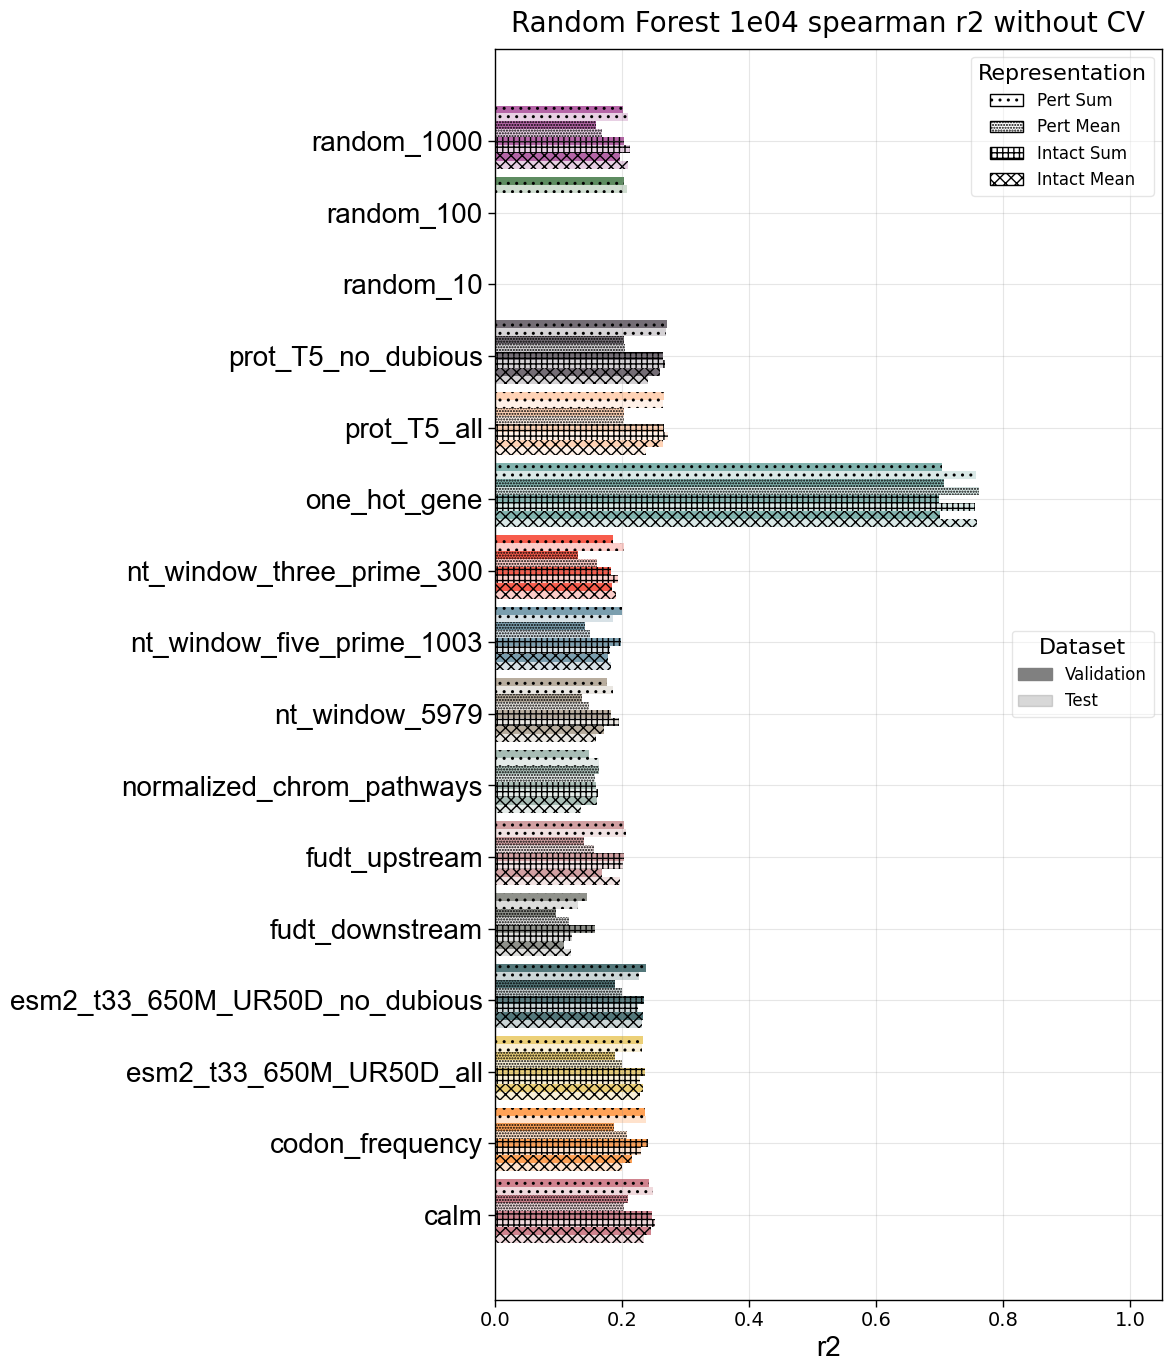 Random Forest 1e04 spearman r2 without CV
Representation
Pert Sum
Pert Mean
Intact Sum
Intact Mean
random_1000
random_100
random_10
prot_T5_no_dubious
prot_T5_all
one_hot_gene
nt_window_three_prime_300
nt_window_five_prime_1003
nt_window_5979
normalized_chrom_pathways
fudt_upstream
fudt_downstream
esm2_t33_650M_UR50D_no_dubious
esm2_t33_650M_UR50D_all
codon_frequency
calm
Dataset
Validation
Test
0.0 0.2 0.4 0.6 0.8 1.0
r2